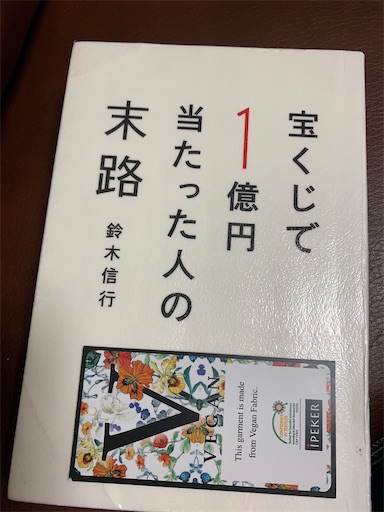 宝くじで
1億円
当たった人の
末路
鈴木信行
V
VEGAN
This garment is made
from Vegan Fabric.
IPEKER